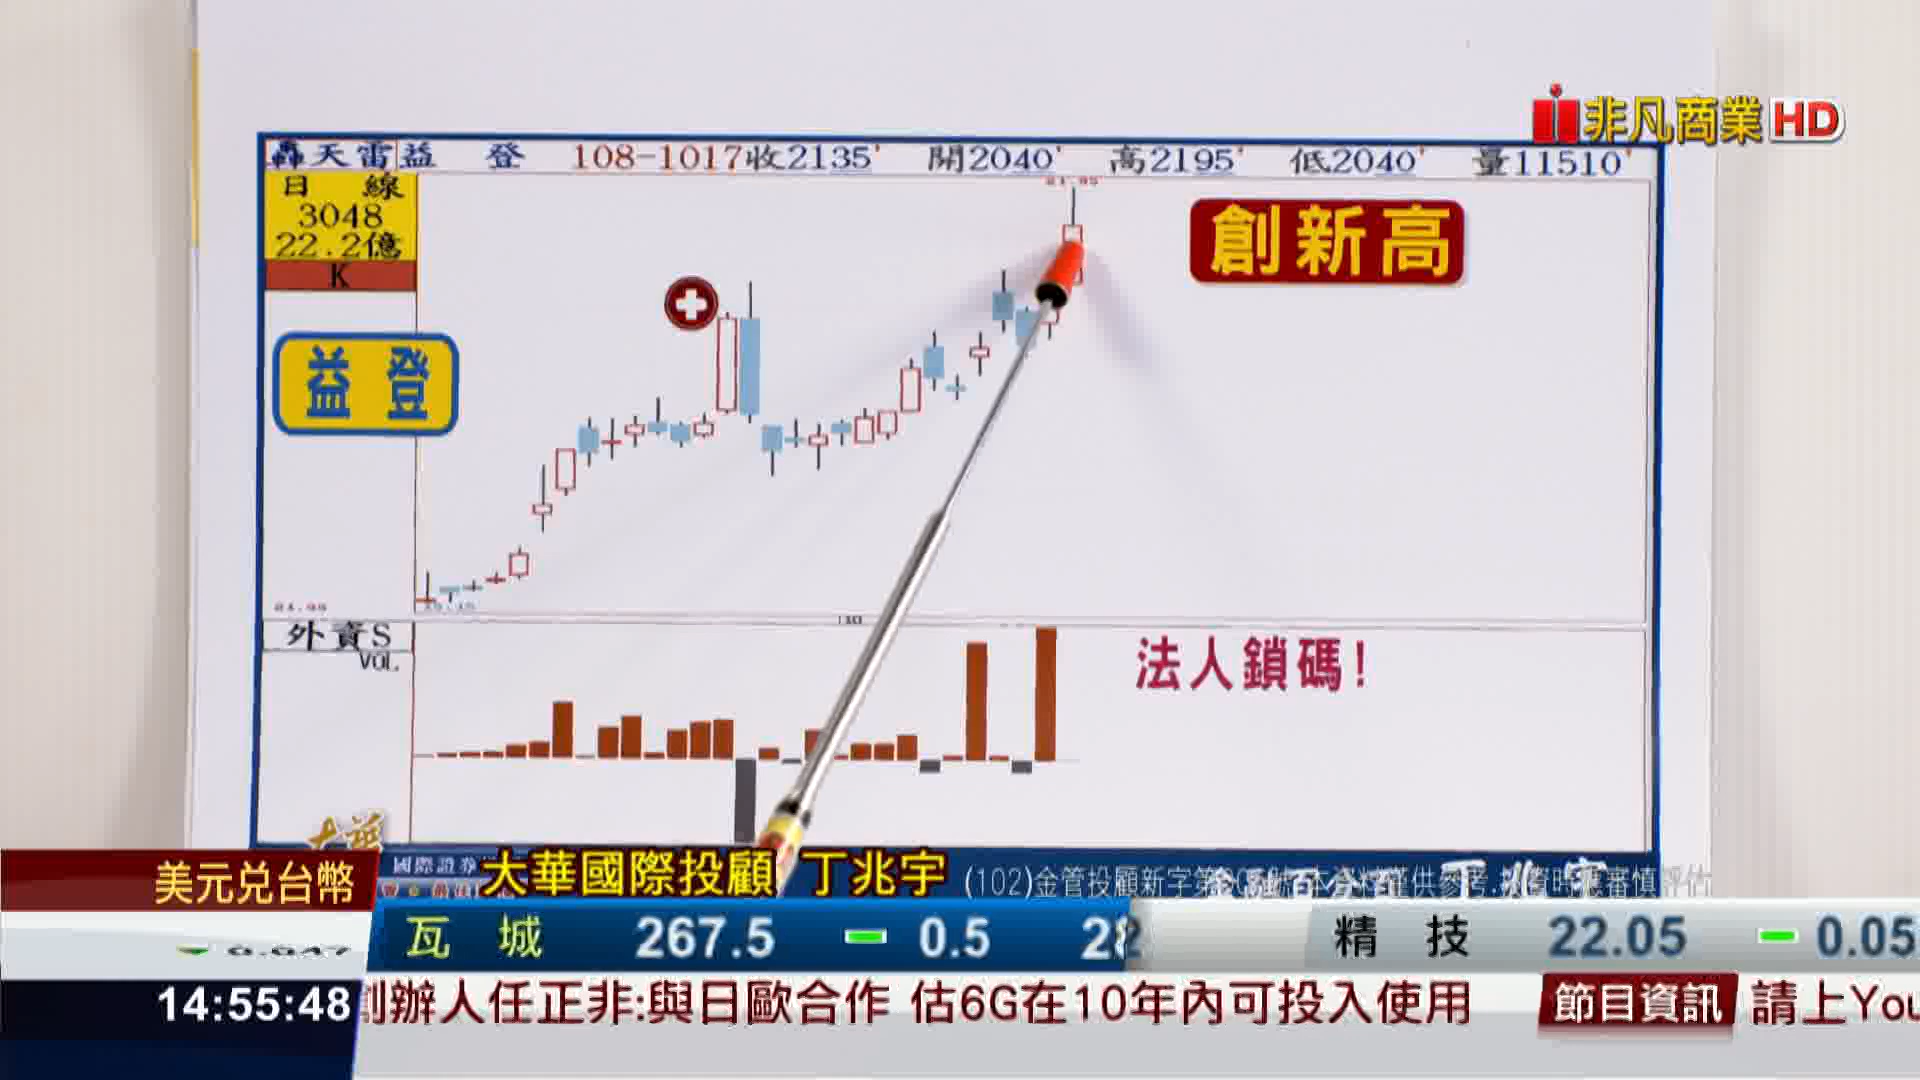 非凡商業HD
轟天雷益 登 108-1017收2135' 開2040' 高2195' 低2040' 量11510'
日 線
3048
22.2億
K
創新高
益 登
外資S
VOL
法人鎖碼!
美元兌台幣
國際證券
大華國際投顧 丁兆宇
(102)金管投顧新字第
瓦 城 267.5 0.5
精 技 22.05 0.05
14:55:48
創辦人任正非:與日歐合作 估6G在10年內可投入使用
節目資訊
請上You